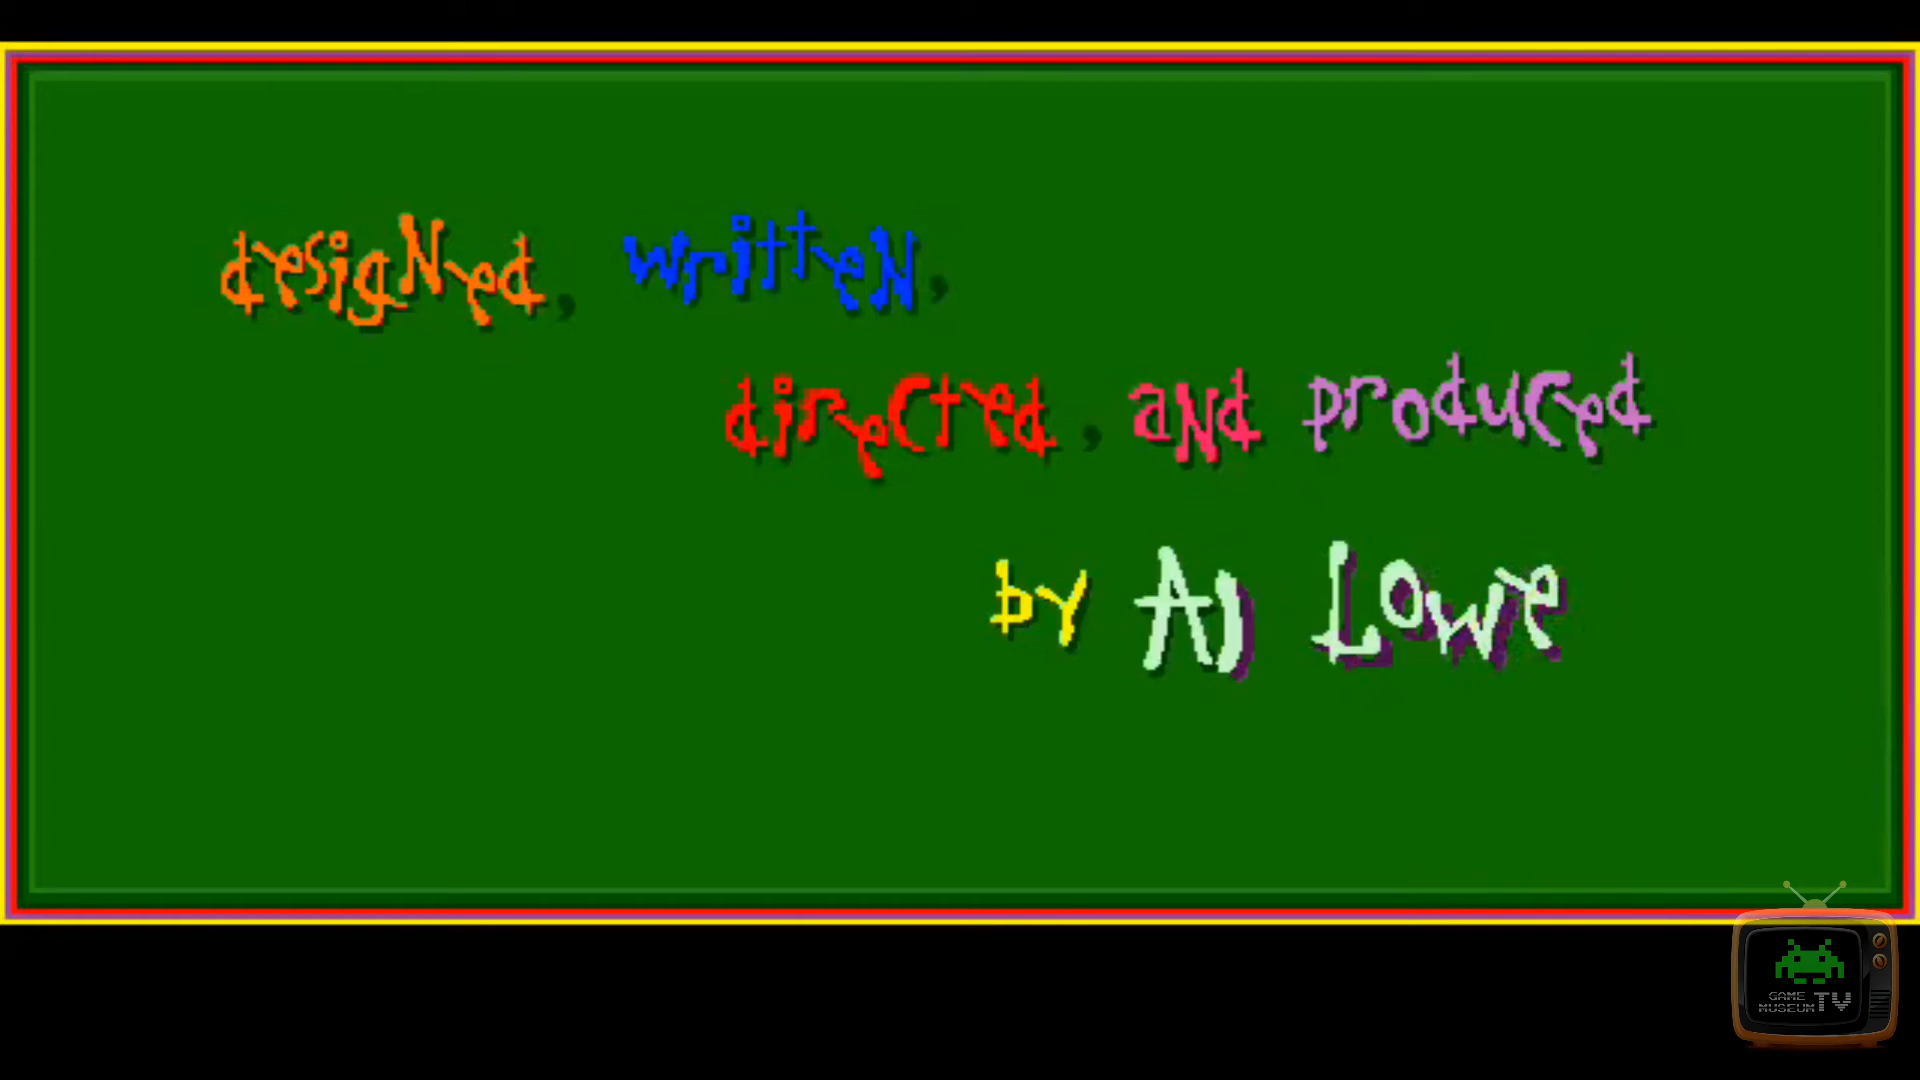 designed, written,
directed, and produced
by Al Lowe
GAME
MUSEUM TV